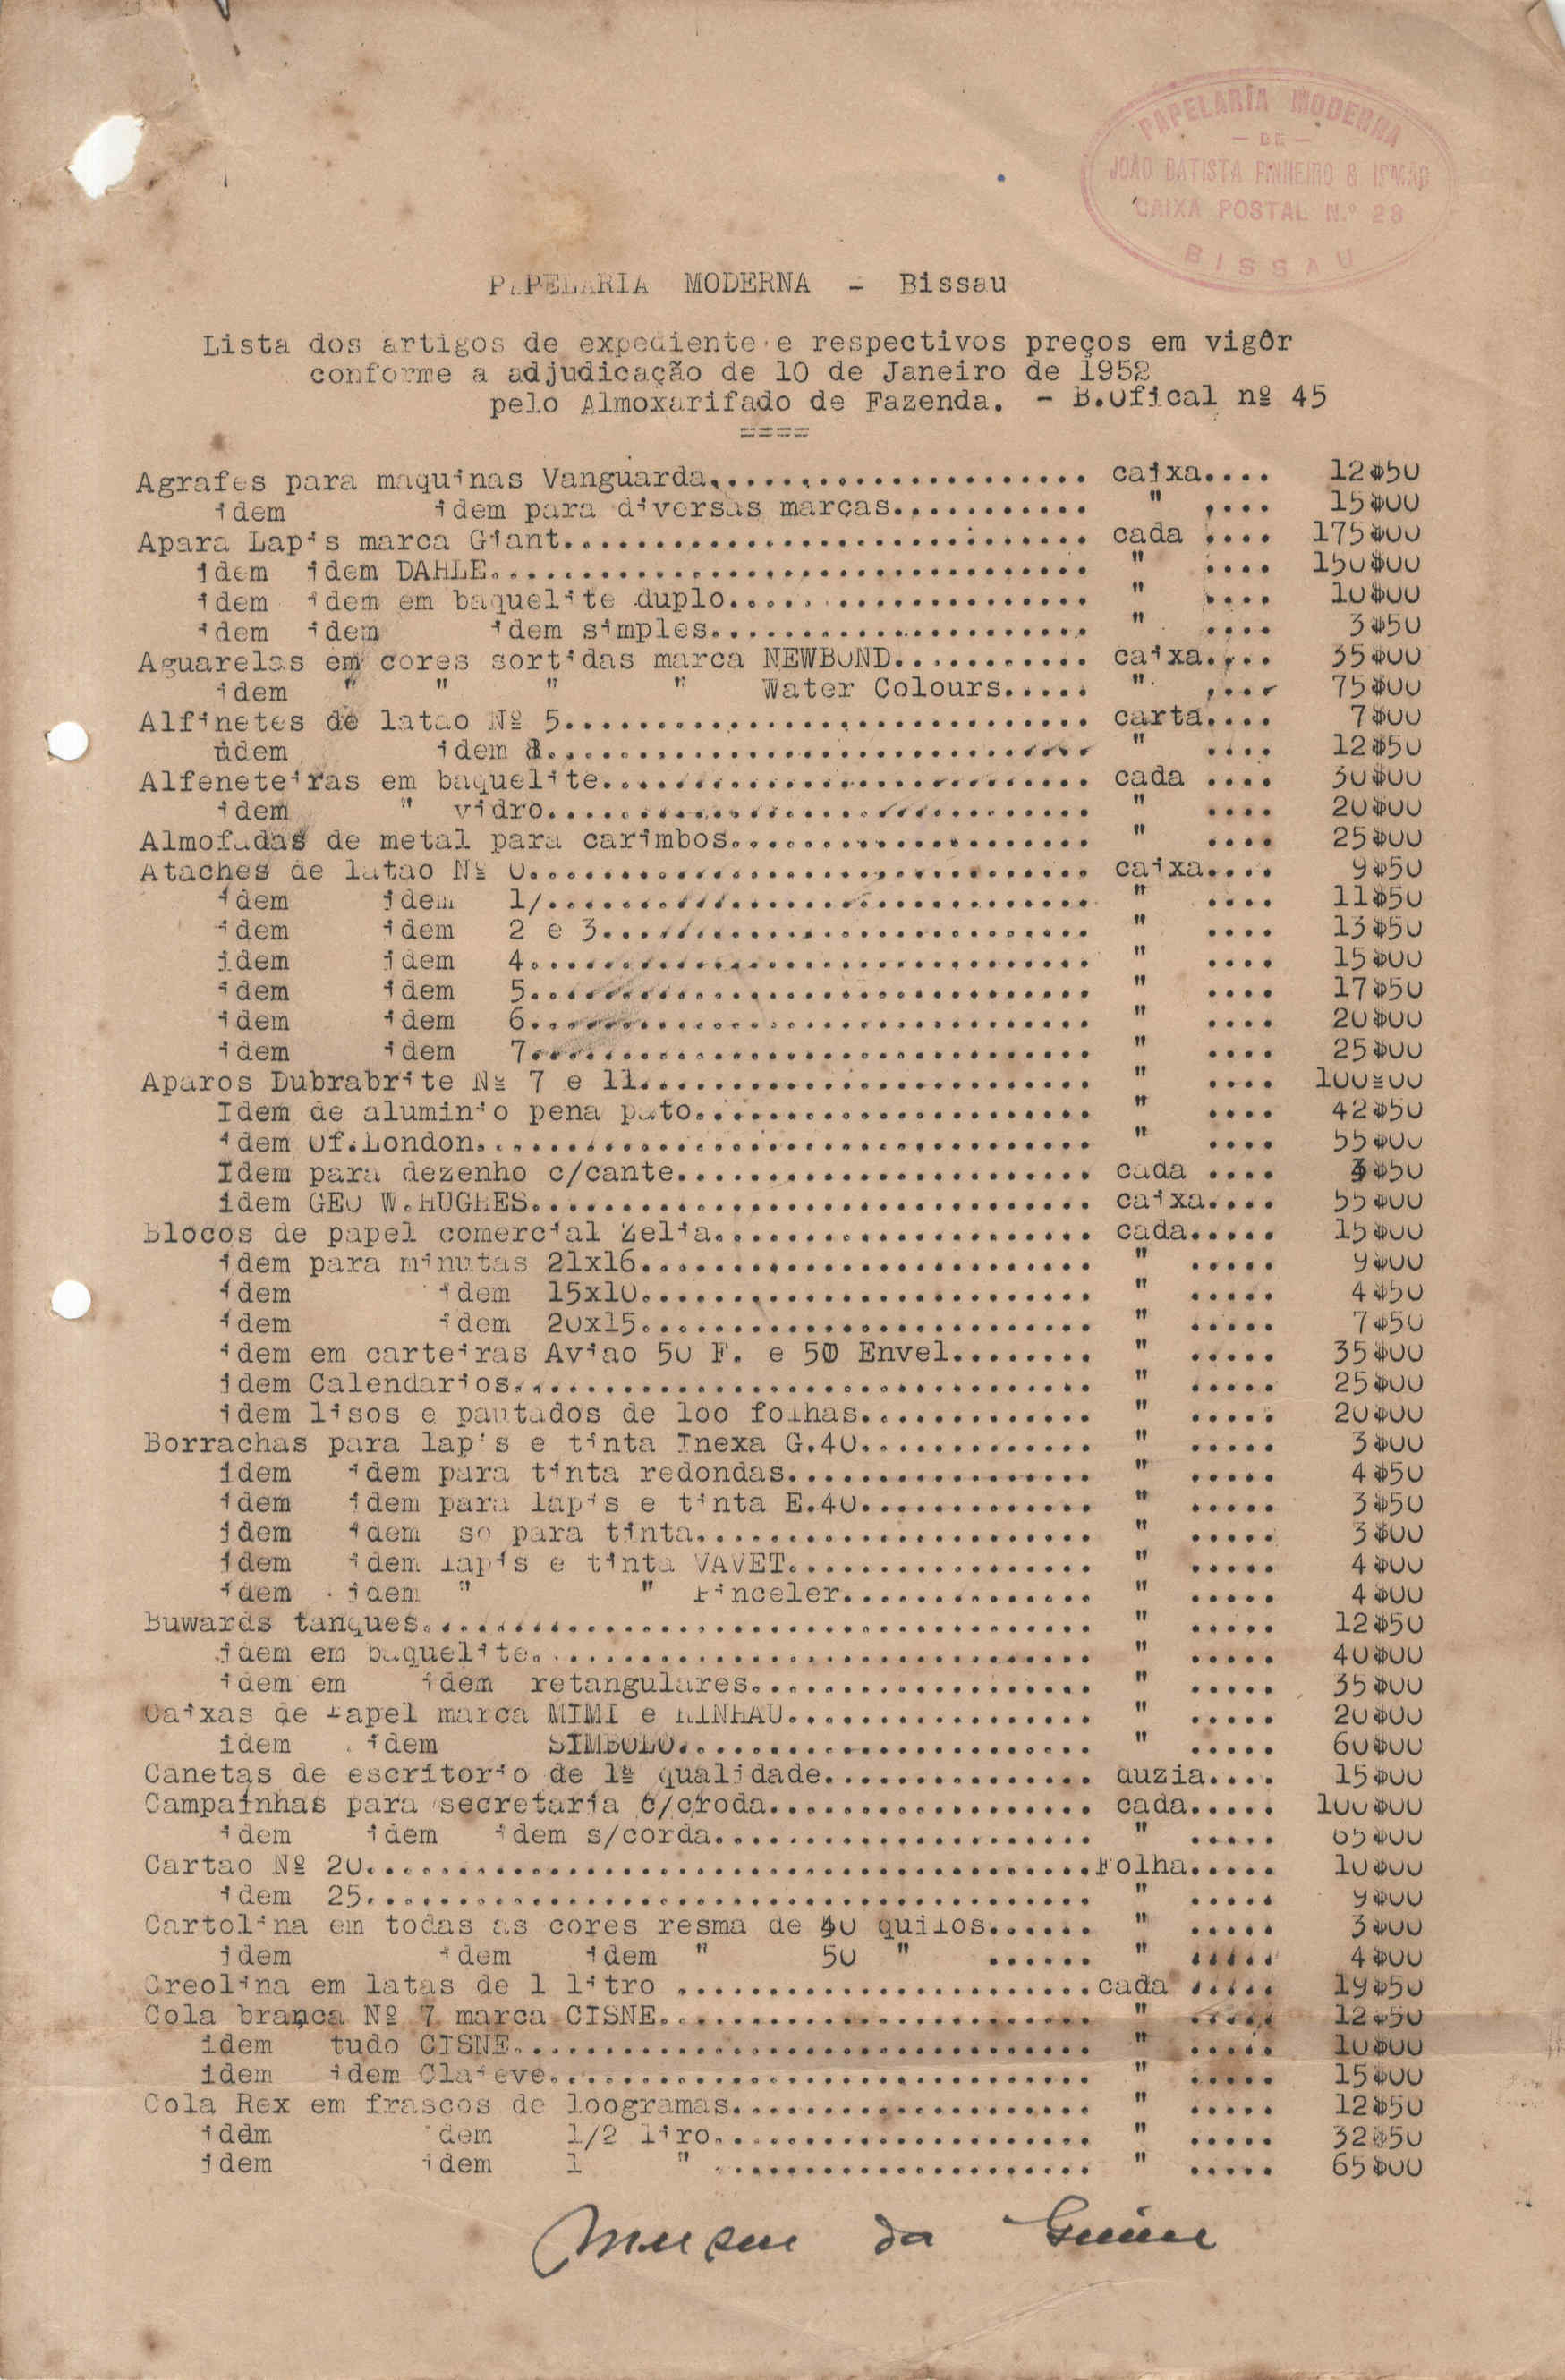 PAPELARIA MODERNA
— DE —
JOÃO BATISTA PINHEIRO & IRMÃO
CAIXA POSTAL N.º 28
BISSAU
PAPELARIA MODERNA - Bissau
Lista dos artigos de expediente e respectivos preços em vigôr
conforme a adjudicação de 10 de Janeiro de 1952
pelo Almoxarifado de Fazenda. - B.Ofical nº 45
====
Agrafes para maquinas Vanguarda..................... caixa.... 12$50
idem idem para diversas marcas........... " .... 15$00
Apara Lapis marca Giant............................. cada .... 175$00
idem idem DAHLE................................. " .... 150$00
idem idem em baquelite duplo.................... " .... 10$00
idem idem idem simples..................... " .... 3$50
Aguarelas em cores sortidas marca NEWBOND........... caixa.... 35$00
idem " " " " Water Colours..... " .... 75$00
Alfinetes de latao Nº 5............................. carta.... 7$00
üdem idem .............................. " .... 12$50
Alfeneteiras em baquelite........................... cada .... 30$00
idem " vidro.............................. " .... 20$00
Almofadas de metal para carimbos.................... " .... 25$00
Ataches de latao Nº 0............................... caixa.... 9$50
idem idem 1/.............................. " .... 11$50
idem idem 2 e 3........................... " .... 13$50
idem idem 4............................... " .... 15$00
idem idem 5............................... " .... 17$50
idem idem 6............................... " .... 20$00
idem idem 7............................... " .... 25$00
Aparos Dubrabrite Nº 7 e 11......................... " .... 100$00
Idem de aluminio pena pato...................... " .... 42$50
idem Of.London.................................. " .... 55$00
Idem para dezenho c/cante....................... cada .... 3$50
idem GEO W.HUGHES............................... caixa.... 55$00
Blocos de papel comercial Zelia..................... cada..... 15$00
idem para minutas 21x16......................... " ..... 9$00
idem idem 15x10......................... " ..... 4$50
idem idem 20x15......................... " ..... 7$50
idem em carteiras Aviao 50 F. e 50 Envel........ " ..... 35$00
idem Calendarios................................ " ..... 25$00
idem lisos e pautados de 1oo folhas............. " ..... 20$00
Borrachas para lapis e tinta Inexa G.40............. " ..... 3$00
idem idem para tinta redondas................. " ..... 4$50
idem idem para lapis e tinta E.40............. " ..... 3$50
idem idem so para tinta...................... " ..... 3$00
idem idem lapis e tinta VAVET................. " ..... 4$00
idem idem " " Pinceler.............. " ..... 4$00
Buwards tanques..................................... " ..... 12$50
idem em baquelite............................... " ..... 40$00
idem em idem retangulares................... " ..... 35$00
Caixas de Papel marca MIMI e ................. " ..... 20$00
idem idem SIMBOLO....................... " ..... 60$00
Canetas de escritorio de 1ª qualidade............... duzia.... 15$00
Campainhas para secretaria c/croda.................. cada..... 100$00
idem idem idem s/corda..................... " ..... 65$00
Cartao Nº 20........................................Folha..... 10$00
idem 25........................................ " ..... 9$00
Cartolina em todas as cores resma de 40 quilos...... " ..... 3$00
idem idem idem " 50 " ...... " ..... 4$00
Creolina em latas de 1 litro .......................cada ..... 19$50
Cola branca Nº 7 marca CISNE........................ " ..... 12$50
idem tudo CISNE................................ " ..... 10$00
idem idem Claieve.............................. " ..... 15$00
Cola Rex em frascos de 1oogramas.................... " ..... 12$50
iddm dem 1/2 liro..................... " ..... 32$50
idem idem 1 " ..................... " ..... 65$00
Museu da Guiné